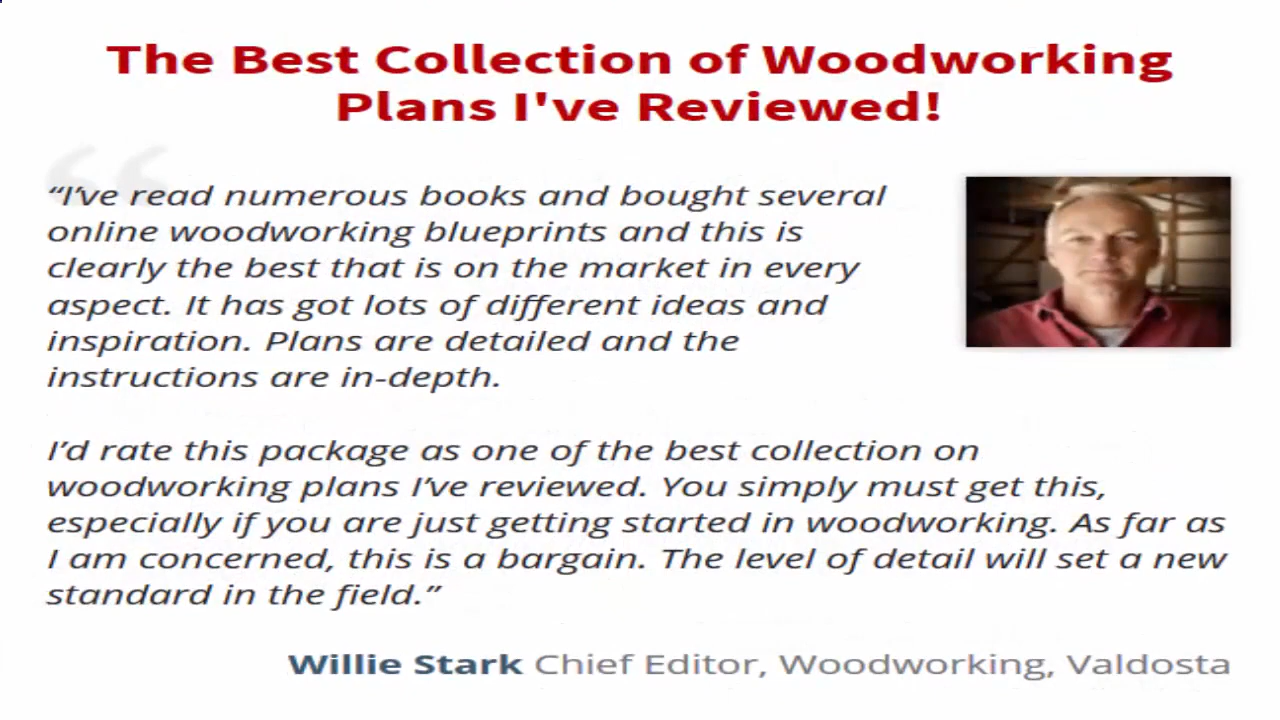 The Best Collection of Woodworking
Plans I've Reviewed!
“I’ve read numerous books and bought several
online woodworking blueprints and this is
clearly the best that is on the market in every
aspect. It has got lots of different ideas and
inspiration. Plans are detailed and the
instructions are in-depth.
I’d rate this package as one of the best collection on
woodworking plans I’ve reviewed. You simply must get this,
especially if you are just getting started in woodworking. As far as
I am concerned, this is a bargain. The level of detail will set a new
standard in the field.”
Willie Stark Chief Editor, Woodworking, Valdosta